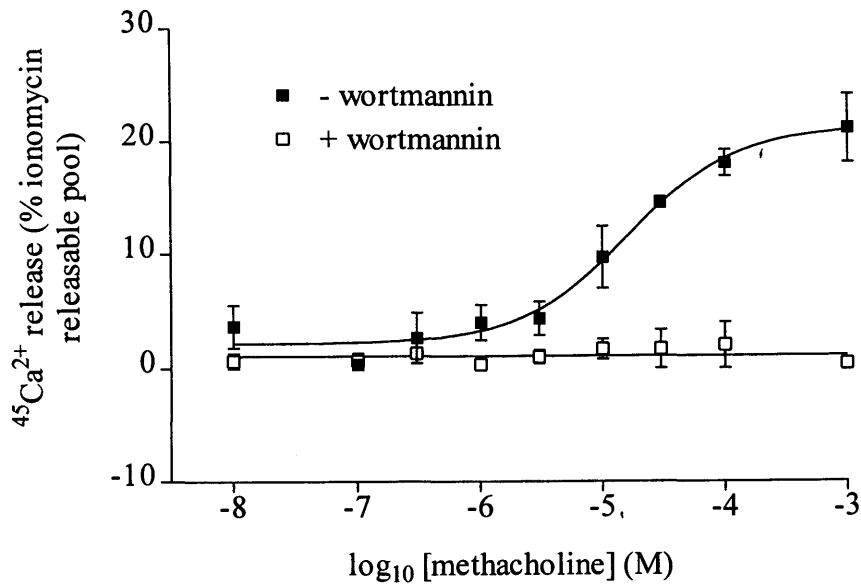 30
20
10
0
-10
- wortmannin
+ wortmannin
⁴⁵Ca²⁺ release (% ionomycin
releasable pool)
-8 -7 -6 -5 -4 -3
log₁₀ [methacholine] (M)